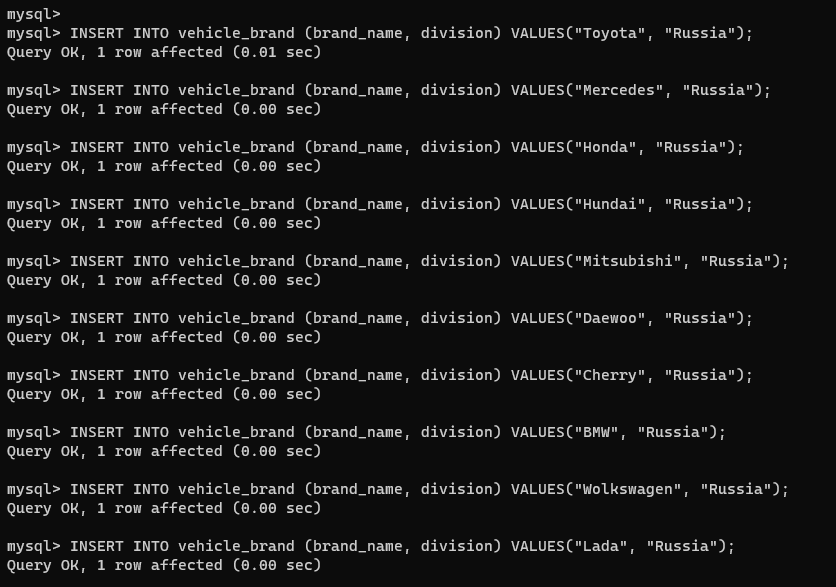 mysql>
mysql> INSERT INTO vehicle_brand (brand_name, division) VALUES("Toyota", "Russia");
Query OK, 1 row affected (0.01 sec)
mysql> INSERT INTO vehicle_brand (brand_name, division) VALUES("Mercedes", "Russia");
Query OK, 1 row affected (0.00 sec)
mysql> INSERT INTO vehicle_brand (brand_name, division) VALUES("Honda", "Russia");
Query OK, 1 row affected (0.00 sec)
mysql> INSERT INTO vehicle_brand (brand_name, division) VALUES("Hundai", "Russia");
Query OK, 1 row affected (0.00 sec)
mysql> INSERT INTO vehicle_brand (brand_name, division) VALUES("Mitsubishi", "Russia");
Query OK, 1 row affected (0.00 sec)
mysql> INSERT INTO vehicle_brand (brand_name, division) VALUES("Daewoo", "Russia");
Query OK, 1 row affected (0.00 sec)
mysql> INSERT INTO vehicle_brand (brand_name, division) VALUES("Cherry", "Russia");
Query OK, 1 row affected (0.00 sec)
mysql> INSERT INTO vehicle_brand (brand_name, division) VALUES("BMW", "Russia");
Query OK, 1 row affected (0.00 sec)
mysql> INSERT INTO vehicle_brand (brand_name, division) VALUES("Wolkswagen", "Russia");
Query OK, 1 row affected (0.00 sec)
mysql> INSERT INTO vehicle_brand (brand_name, division) VALUES("Lada", "Russia");
Query OK, 1 row affected (0.00 sec)